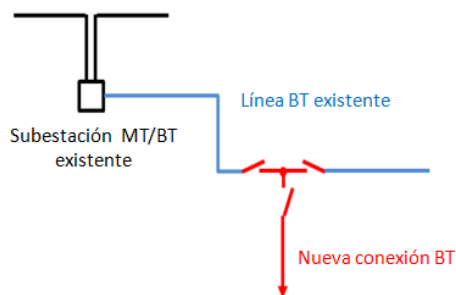 Línea BT existente
Subestación MT/BT
existente
Nueva conexión BT